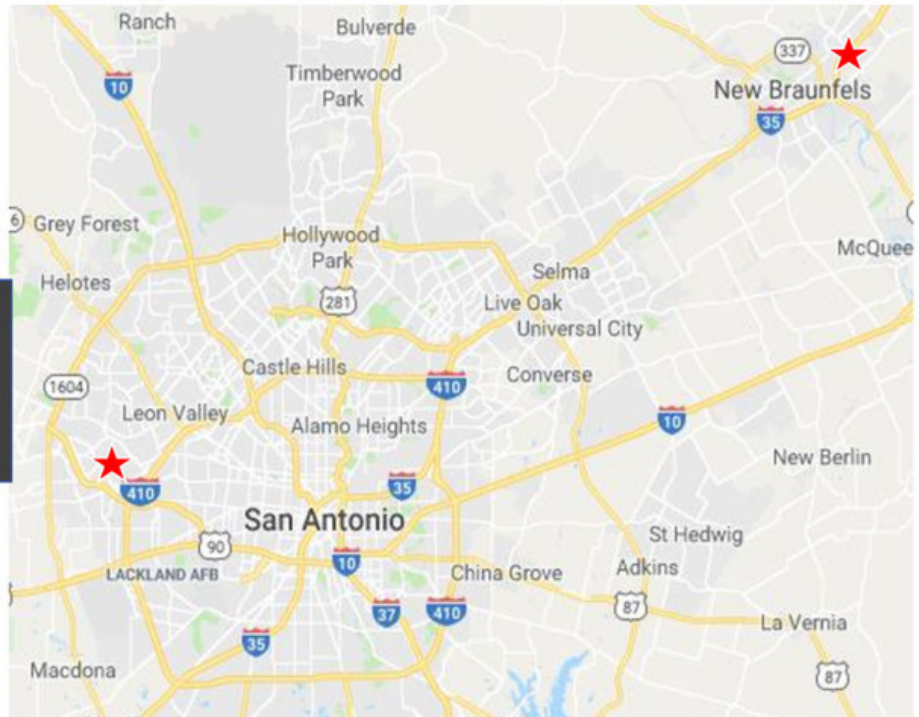 Ranch
Bulverde
Timberwood
Park
337
New Braunfels
10
35
6
Grey Forest
Hollywood
Park
McQuee
Helotes
Selma
281
Live Oak
Universal City
Castle Hills
410
Converse
1604
Leon Valley
Alamo Heights
10
New Berlin
410
35
San Antonio
90
St Hedwig
10
LACKLAND AFB
China Grove
Adkins
37
410
87
La Vernia
35
Macdona
87